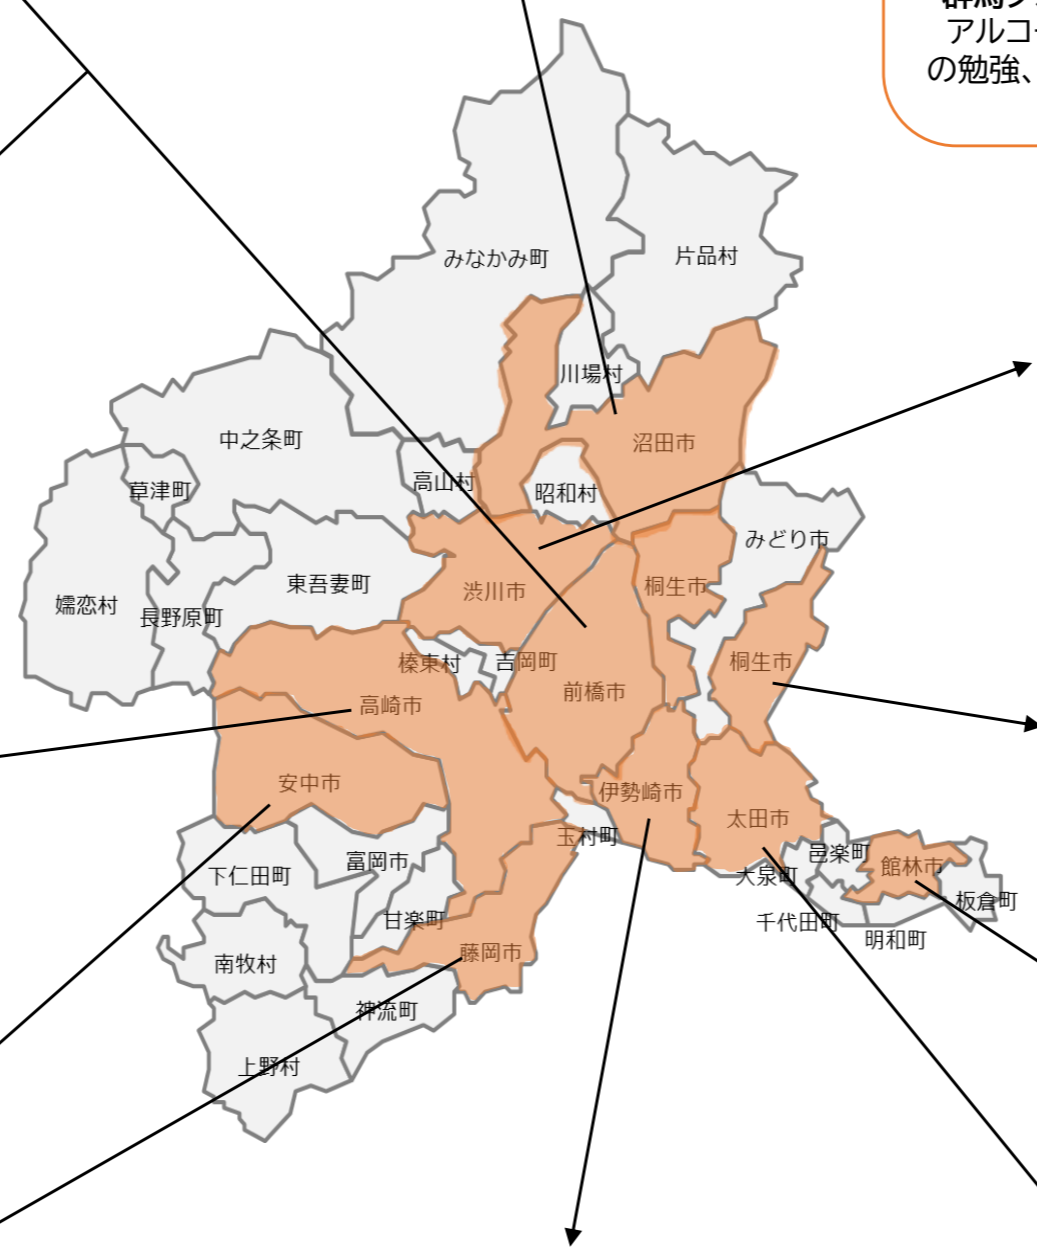 アルコ
の勉強、
みなかみ町
片品村
川場村
中之条町
沼田市
高山村
草津町
昭和村
みどり市
東吾妻町
渋川市
桐生市
嬬恋村
長野原町
榛東村
吉岡町
桐生市
前橋市
高崎市
安中市
伊勢崎市
太田市
玉村町
邑楽町
富岡市
館林市
下仁田町
大泉町
板倉町
甘楽町
千代田町
明和町
藤岡市
南牧村
神流町
上野村